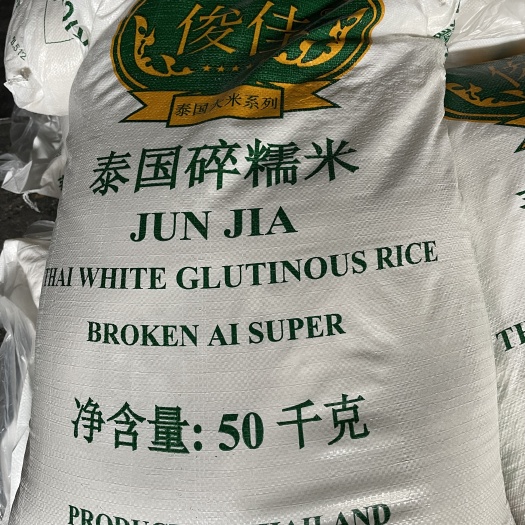 俊佳
泰国大米系列
泰国碎糯米
JUN JIA
THAI WHITE GLUTINOUS RICE
BROKEN AI SUPER
净含量: 50 千克